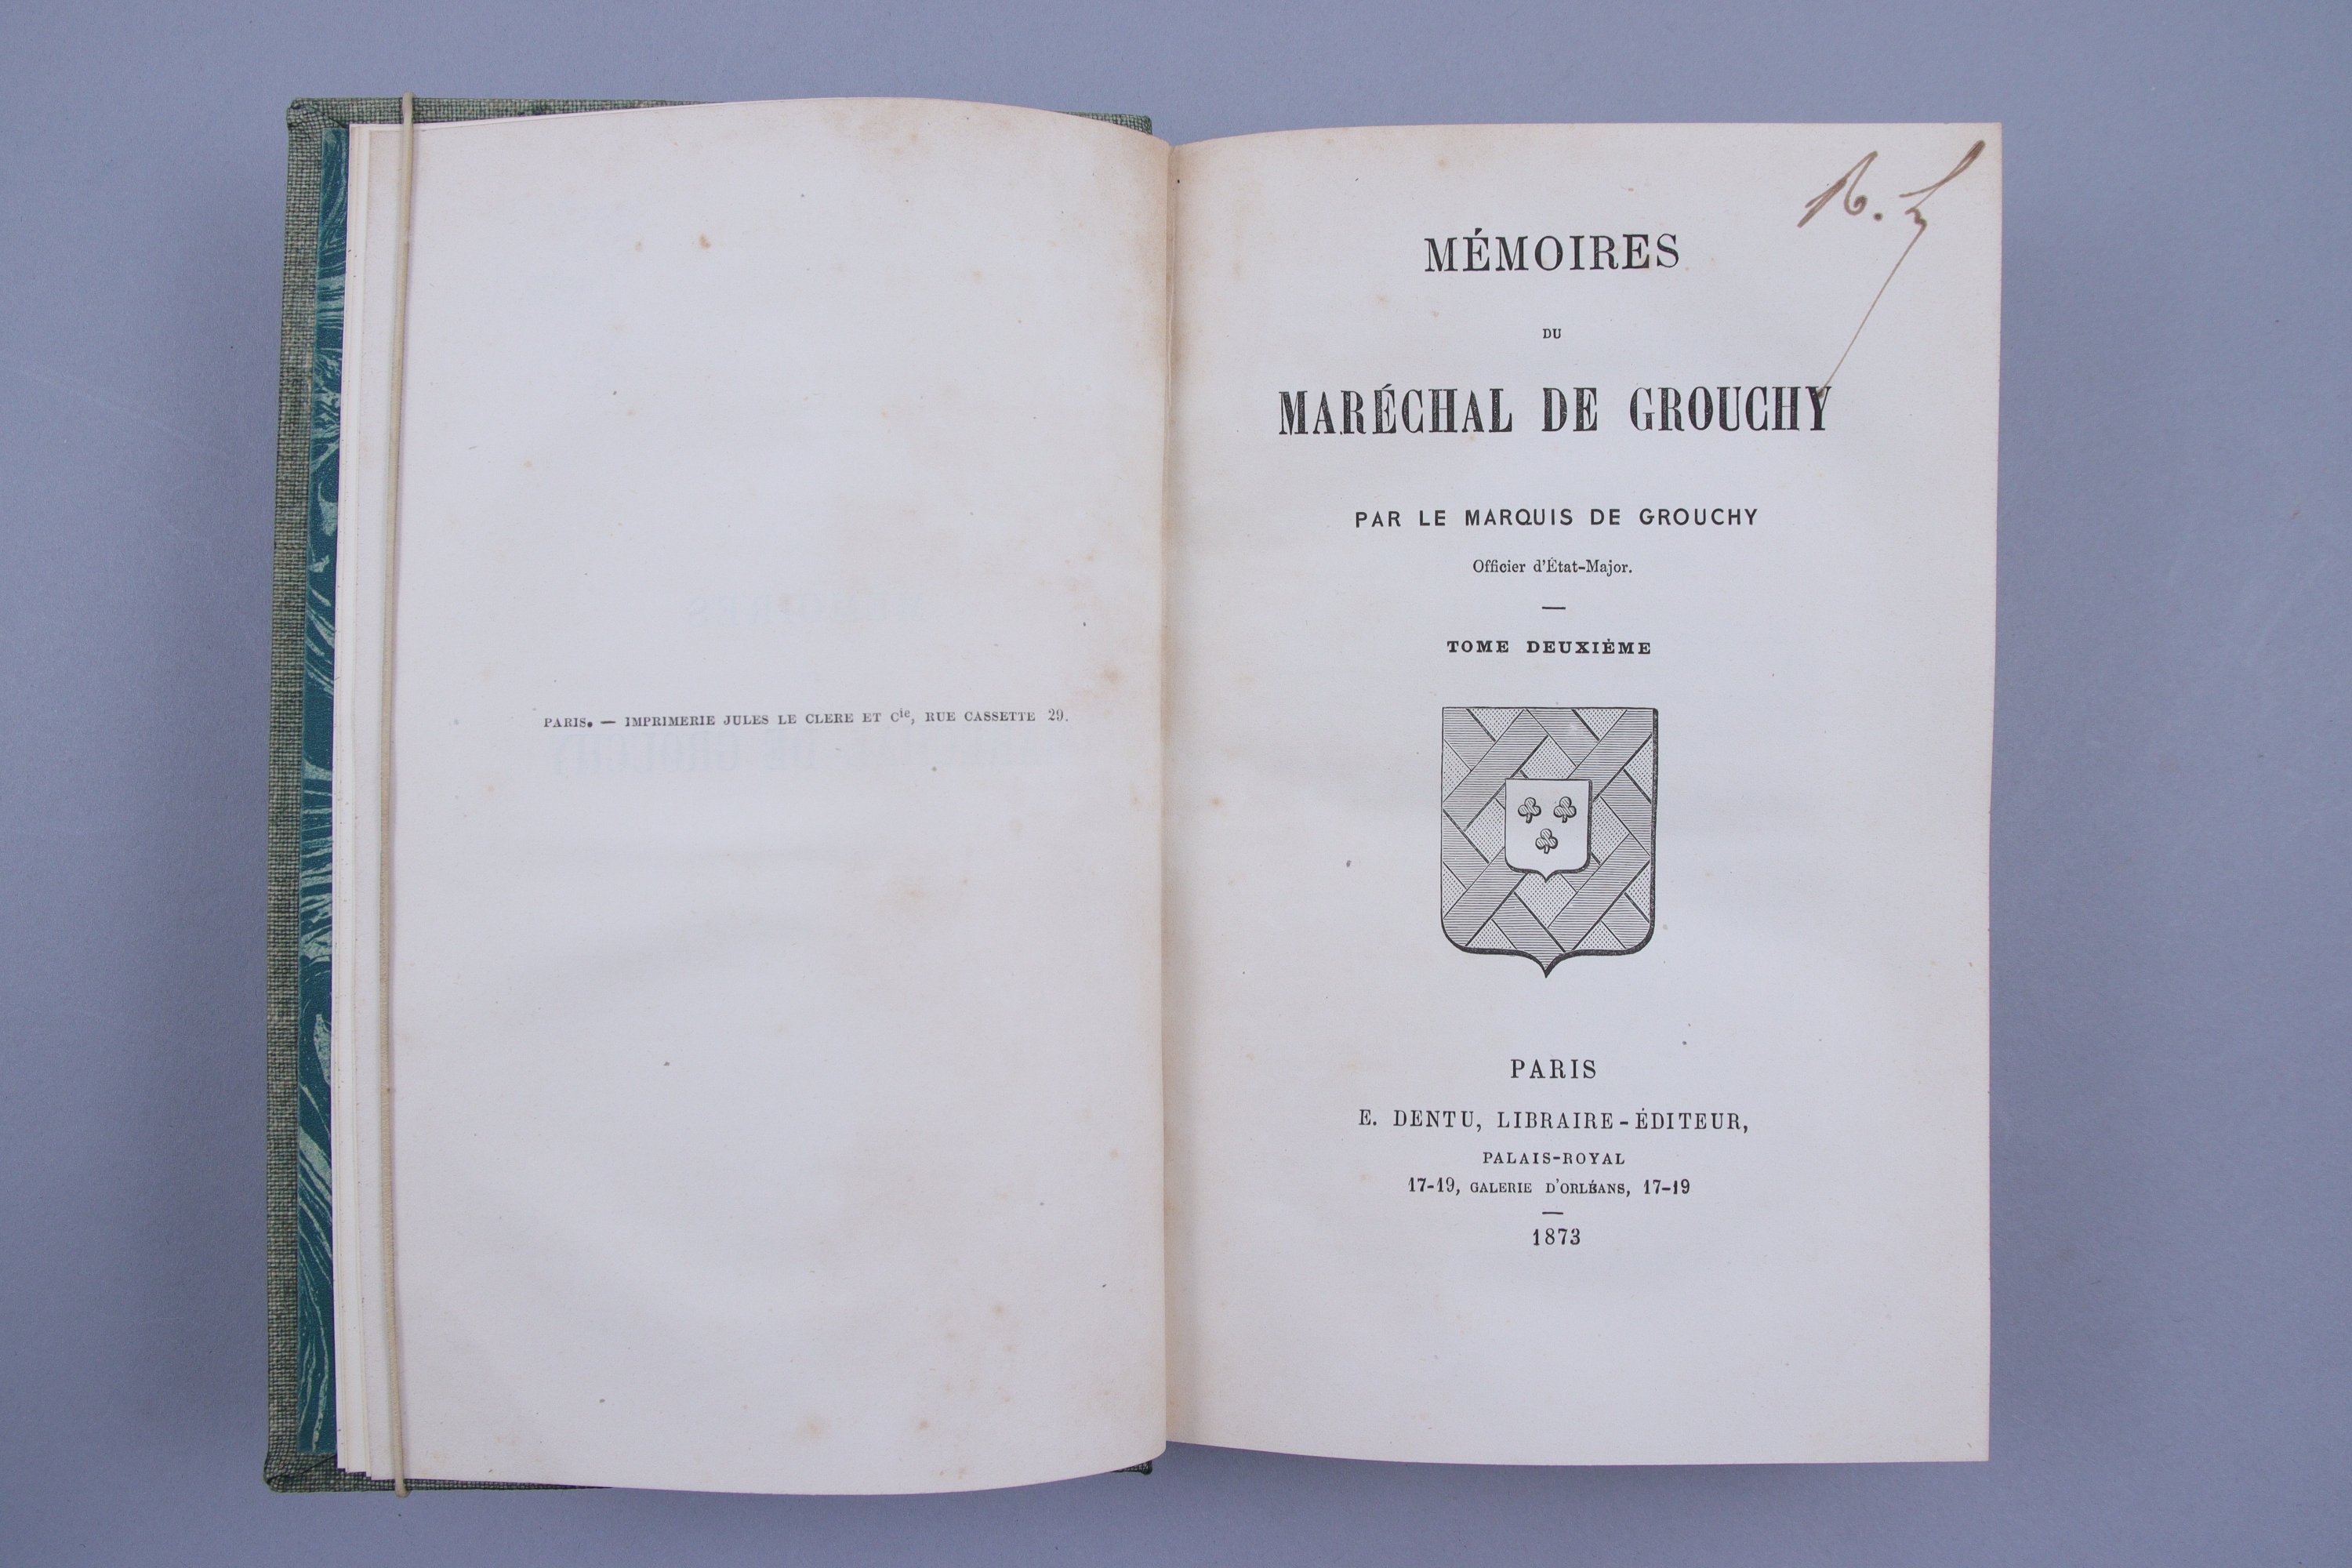 PARIS. — IMPRIMERIE JULES LE CLERE ET Cie, RUE CASSETTE 29.
MÉMOIRES
DU
MARÉCHAL DE GROUCHY
PAR LE MARQUIS DE GROUCHY
Officier d'État-Major.
TOME DEUXIÈME
PARIS
E. DENTU, LIBRAIRE-ÉDITEUR,
PALAIS-ROYAL
17-19, GALERIE D'ORLÉANS, 17-19
1873